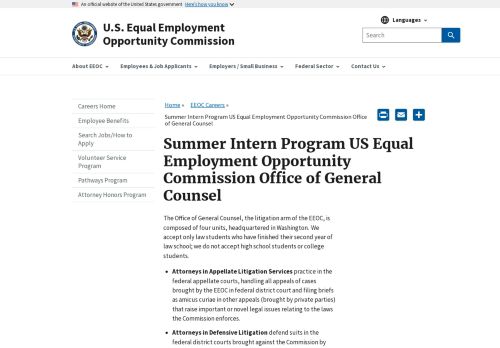 An official website of the United States government Here's how you know
U.S. Equal Employment
Opportunity Commission
Languages
Search
About EEOC
Employees & Job Applicants
Employers / Small Business
Federal Sector
Contact Us
Careers Home
Employee Benefits
Search Jobs/How to
Apply
Volunteer Service
Program
Pathways Program
Attorney Honors Program
Home » EEOC Careers »
Summer Intern Program US Equal Employment Opportunity Commission Office
of General Counsel
Summer Intern Program US Equal
Employment Opportunity
Commission Office of General
Counsel
The Office of General Counsel, the litigation arm of the EEOC, is
composed of four units, headquartered in Washington. We
accept only law students who have finished their second year of
law school; we do not accept high school students or college
students.
• Attorneys in Appellate Litigation Services practice in the
federal appellate courts, handling all appeals of cases
brought by the EEOC in federal district court and filing briefs
as amicus curiae in other appeals (brought by private parties)
that raise important or novel legal issues relating to the laws
the Commission enforces.
• Attorneys in Defensive Litigation defend suits in the
federal district courts brought against the Commission by